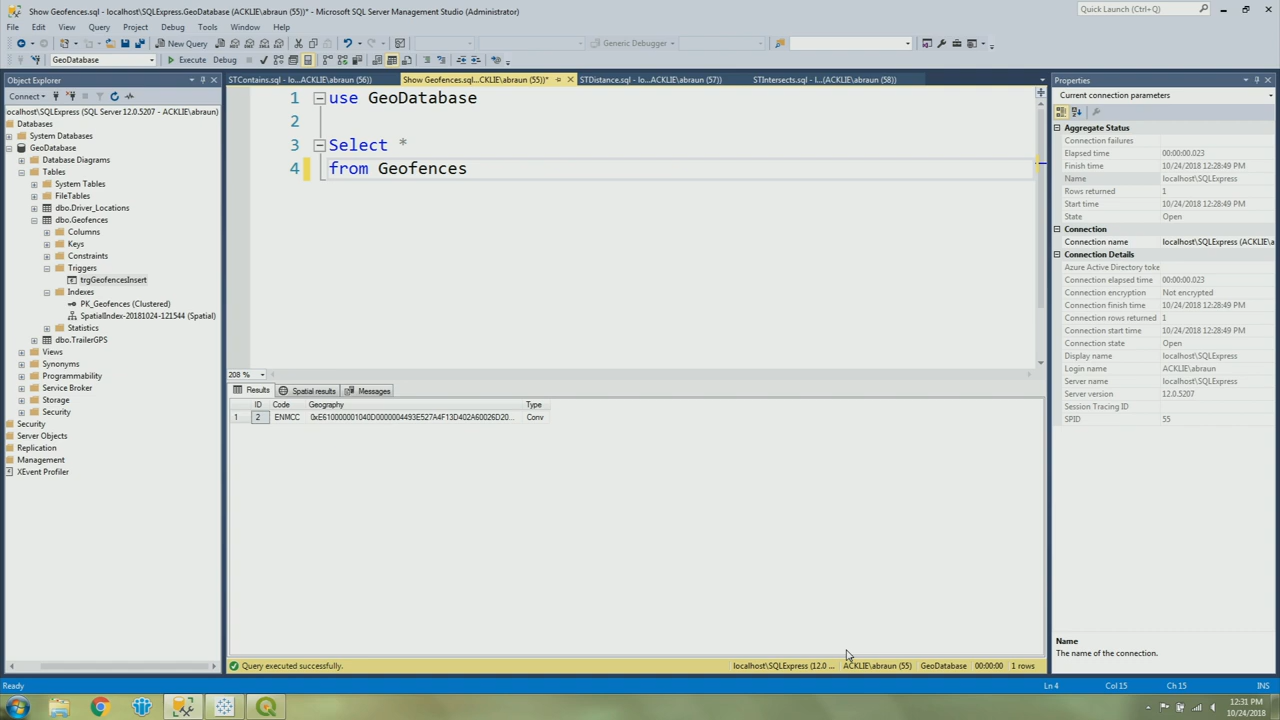 Show Geofences.sql - localhost\SQLExpress.GeoDatabase (ACKLIE\abraun (55))* - Microsoft SQL Server Management Studio (Administrator)
Quick Launch (Ctrl+Q)
File Edit View Query Project Debug Tools Window Help
New Query
Generic Debugger
GeoDatabase Execute Debug
Object Explorer
STContains.sql - lo...ACKLIE\abraun (56))
Show Geofences.sql...CKLIE\abraun (55))*
STDistance.sql - lo...ACKLIE\abraun (57))
STIntersects.sql - l...(ACKLIE\abraun (58))
Properties
Connect
ocalhost\SQLExpress (SQL Server 12.0.5207 - ACKLIE\abraun)
Databases
System Databases
GeoDatabase
Database Diagrams
Tables
System Tables
FileTables
dbo.Driver_Locations
dbo.Geofences
Columns
Keys
Constraints
Triggers
trgGeofencesInsert
Indexes
PK_Geofences (Clustered)
SpatialIndex-20181024-121544 (Spatial)
Statistics
dbo.TrailerGPS
Views
Synonyms
Programmability
Service Broker
Storage
Security
Security
Server Objects
Replication
Management
XEvent Profiler
1 use GeoDatabase
2
3 Select *
4 from Geofences
208 %
Results Spatial results Messages
ID Code Geography Type
1 2 ENMCC 0xE610000001040D0000004493E527A4F13D402A60026D20... Conv
Query executed successfully.
localhost\SQLExpress (12.0 ... ACKLIE\abraun (55) GeoDatabase 00:00:00 1 rows
Current connection parameters
Aggregate Status
Connection failures
Elapsed time 00:00:00.023
Finish time 10/24/2018 12:28:49 PM
Name localhost\SQLExpress
Rows returned 1
Start time 10/24/2018 12:28:49 PM
State Open
Connection
Connection name localhost\SQLExpress (ACKLIE\a
Connection Details
Azure Active Directory toke
Connection elapsed time 00:00:00.023
Connection encryption Not encrypted
Connection finish time 10/24/2018 12:28:49 PM
Connection rows returned 1
Connection start time 10/24/2018 12:28:49 PM
Connection state Open
Display name localhost\SQLExpress
Login name ACKLIE\abraun
Server name localhost\SQLExpress
Server version 12.0.5207
Session Tracing ID
SPID 55
Name
The name of the connection.
Ready Ln 4 Col 15 Ch 15 INS
12:31 PM
10/24/2018